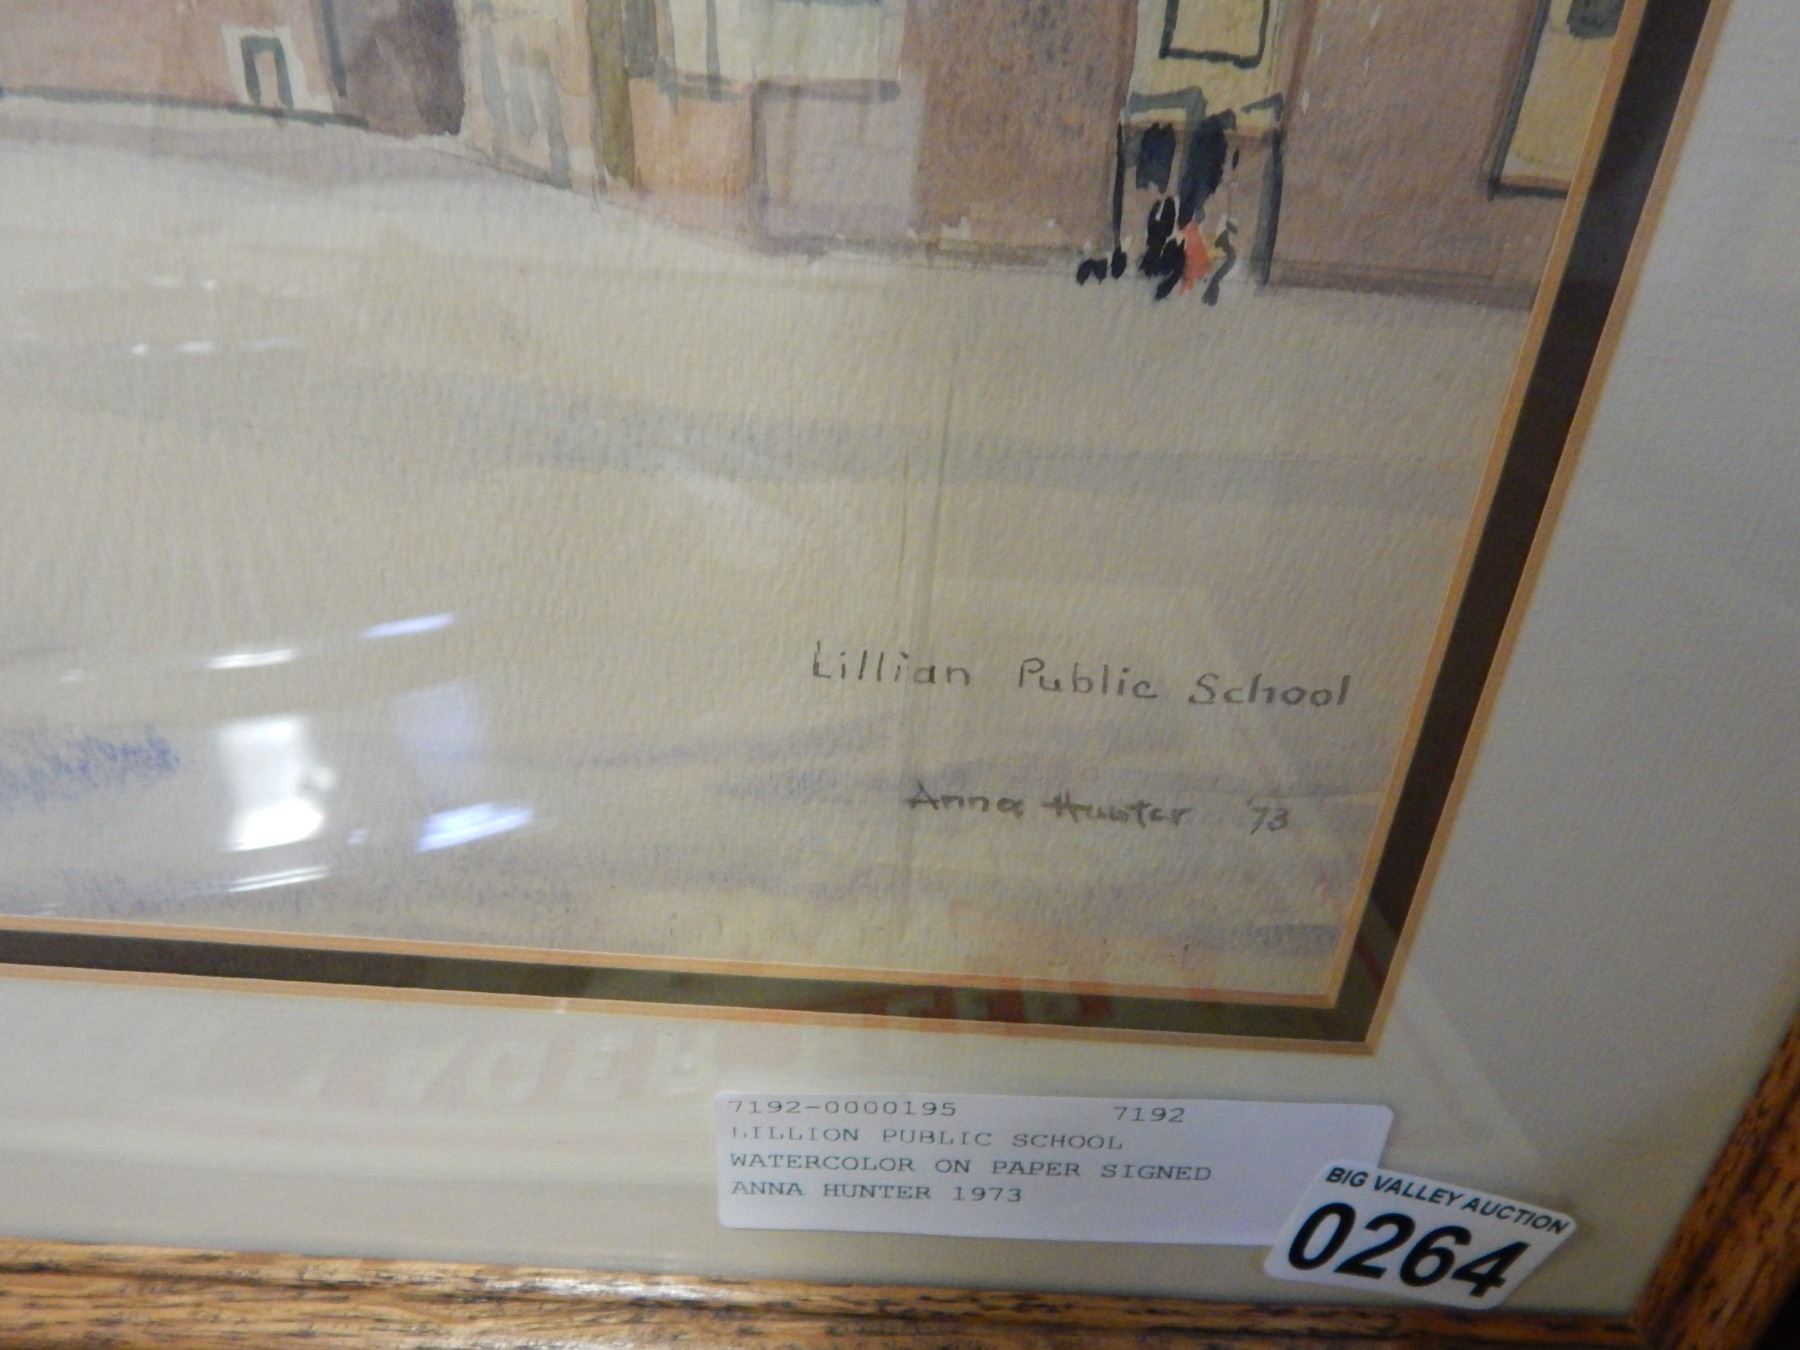 Lillian Public School
Anna Hunter '73
7192-0000195 7192
LILLION PUBLIC SCHOOL
WATERCOLOR ON PAPER SIGNED
ANNA HUNTER 1973
BIG VALLEY AUCTION
0264